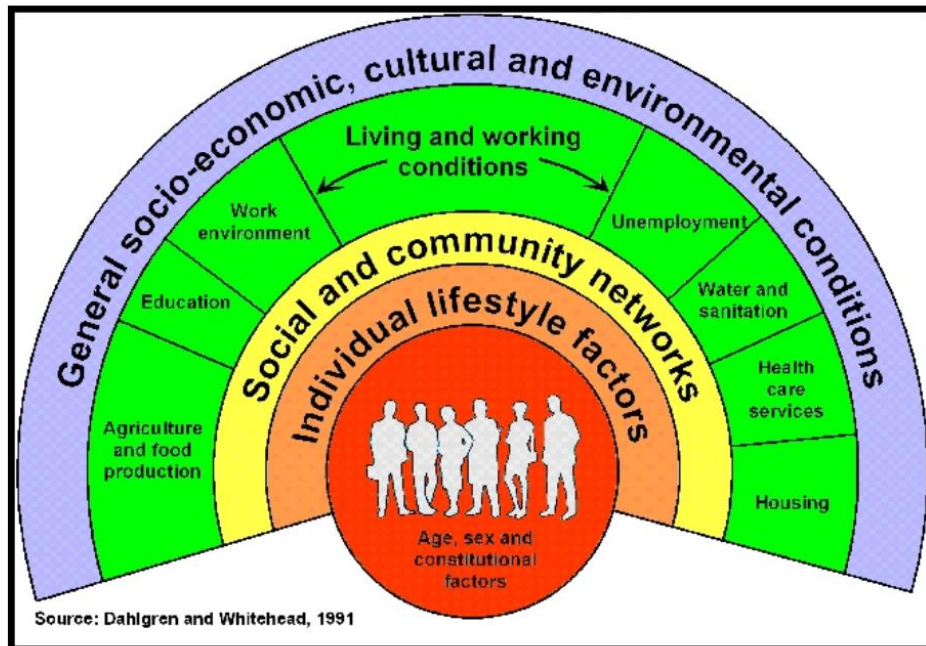 General socio-economic, cultural and environmental conditions
Living and working
conditions
Agriculture
and food
production
Education
Work
environment
Unemployment
Water and
sanitation
Health
care
services
Housing
Social and community networks
Individual lifestyle factors
Age, sex and
constitutional
factors
Source: Dahlgren and Whitehead, 1991